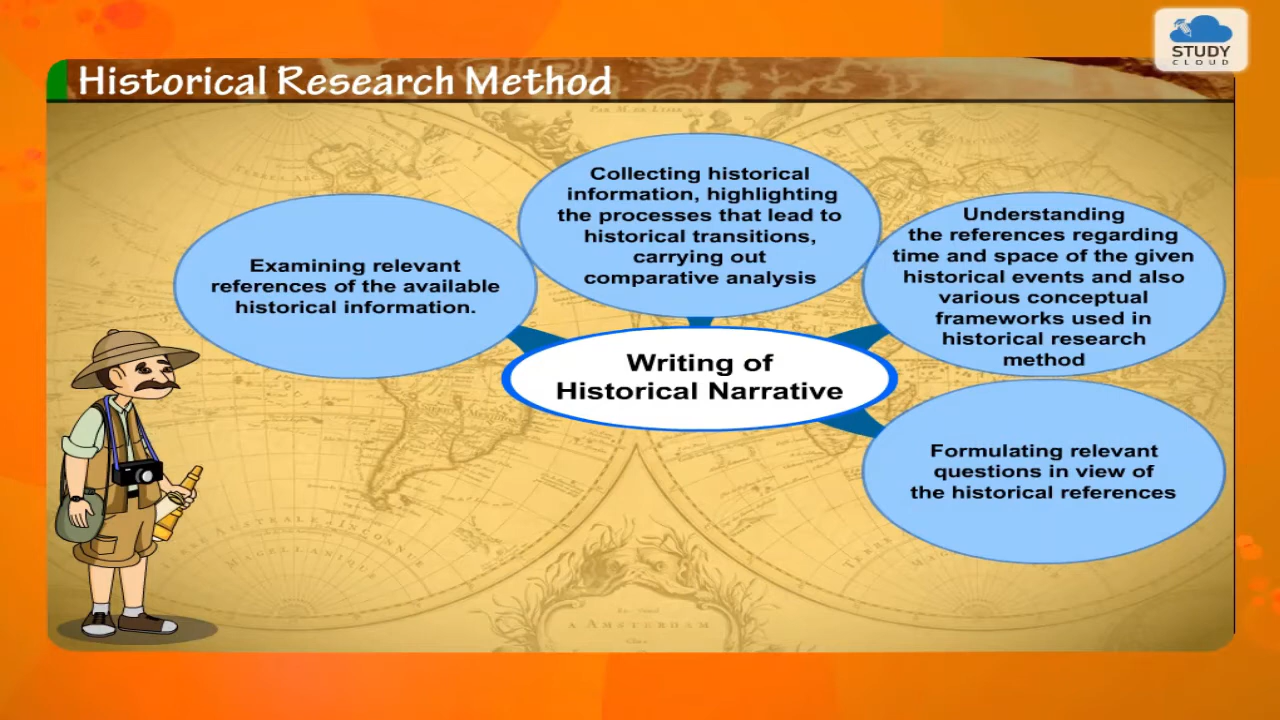 STUDY
CLOUD
Historical Research Method
Collecting historical
information, highlighting
the processes that lead to
historical transitions,
carrying out
comparative analysis
Examining relevant
references of the available
historical information.
Understanding
the references regarding
time and space of the given
historical events and also
various conceptual
frameworks used in
historical research
method
Writing of
Historical Narrative
Formulating relevant
questions in view of
the historical references
A AMSTERDAM